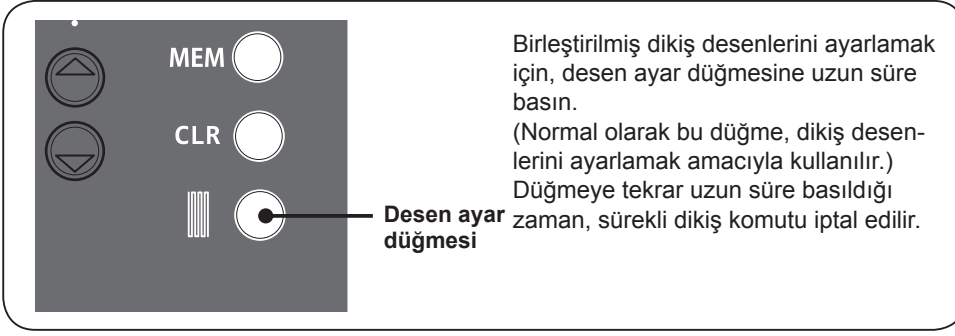 MEM
CLR
Desen ayar
düğmesi
Birleştirilmiş dikiş desenlerini ayarlamak
için, desen ayar düğmesine uzun süre
basın.
(Normal olarak bu düğme, dikiş desen-
lerini ayarlamak amacıyla kullanılır.)
Düğmeye tekrar uzun süre basıldığı
zaman, sürekli dikiş komutu iptal edilir.